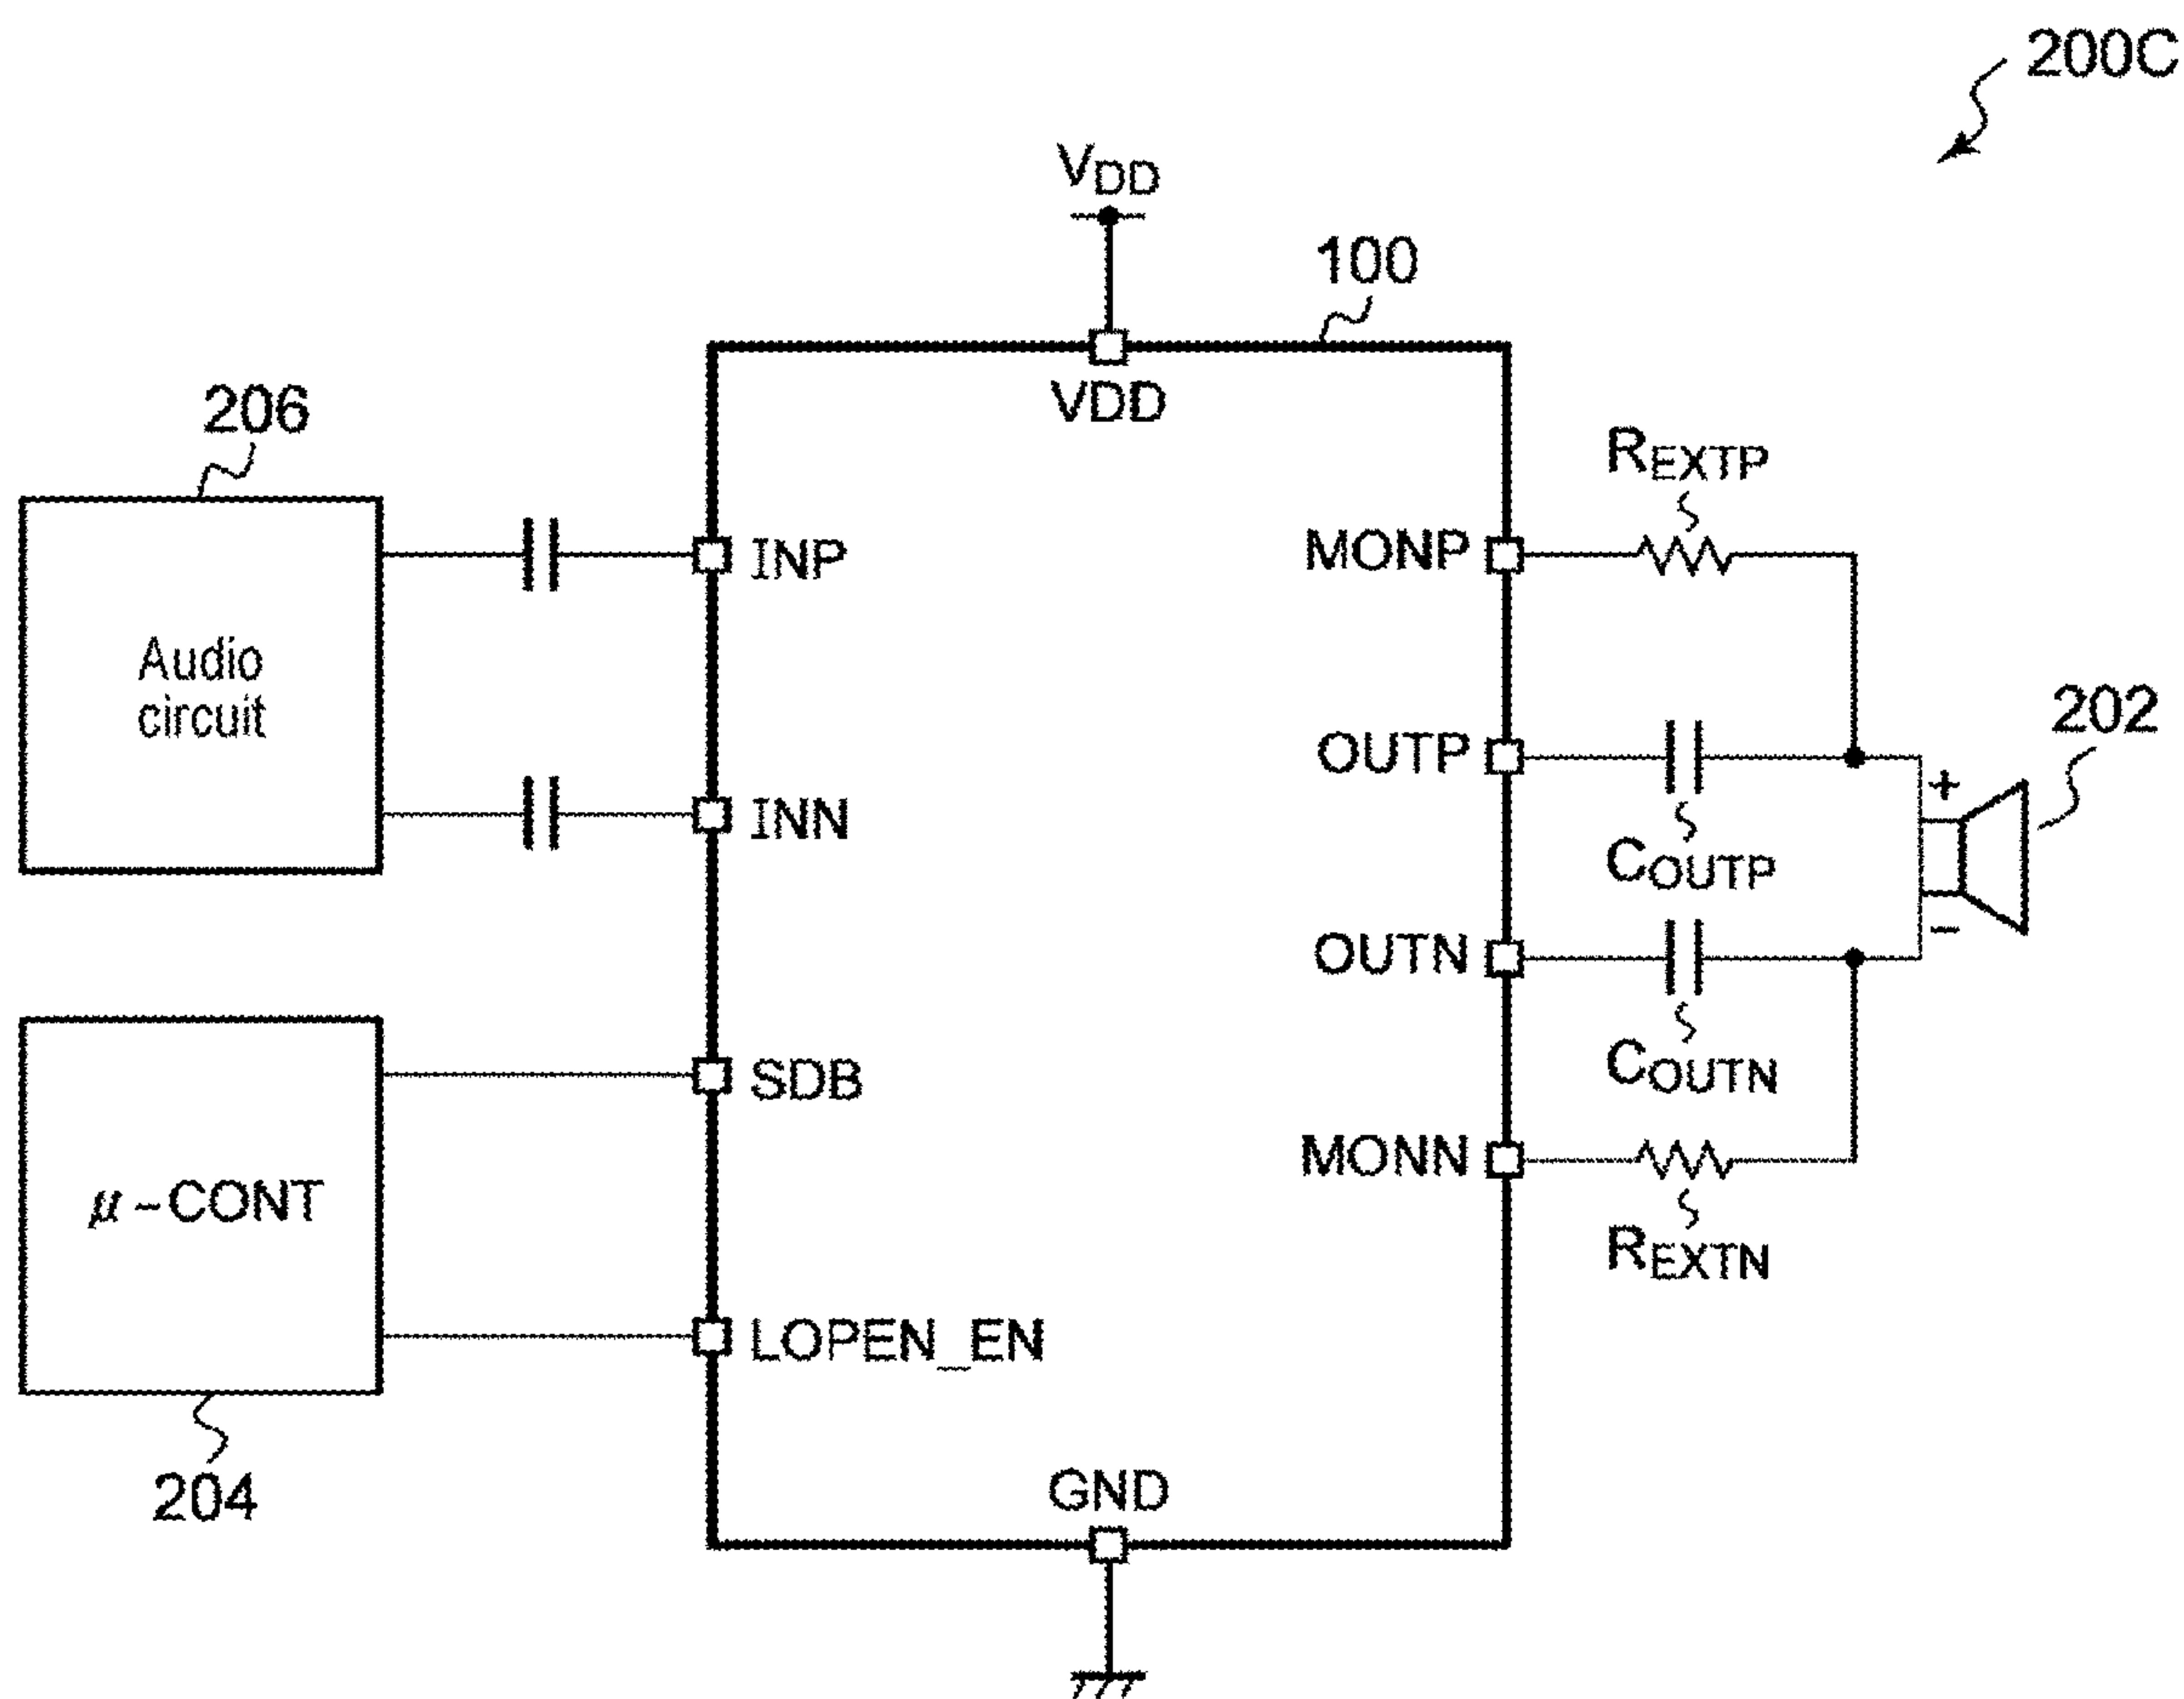 200C
VDD
100
VDD
206
REXTP
INP
MONP
Audio
circuit
OUTP
202
+
INN
COUTP
OUTN
−
SDB
COUTN
MONN
μ-CONT
REXTN
LOPEN_EN
204
GND